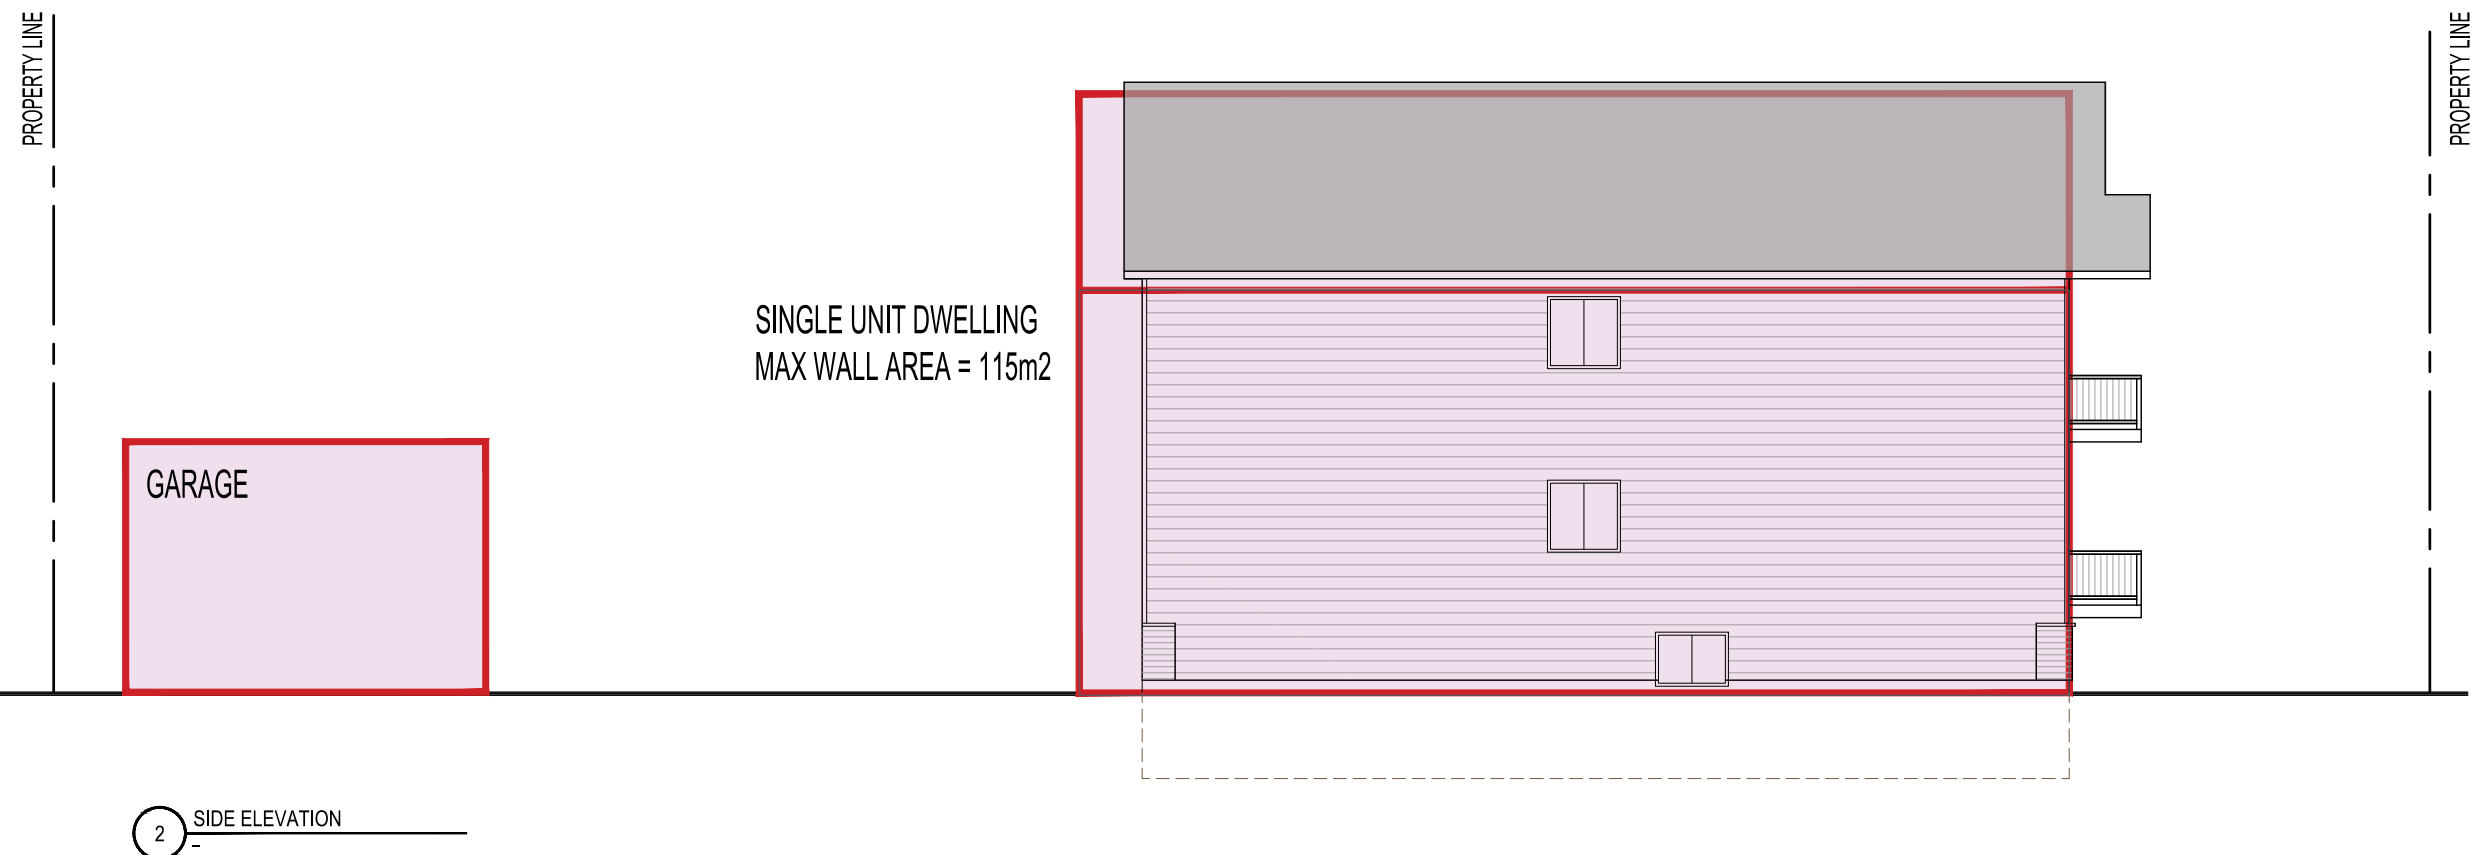 PROPERTY LINE
PROPERTY LINE
SINGLE UNIT DWELLING
MAX WALL AREA = 115m2
GARAGE
2
SIDE ELEVATION
–